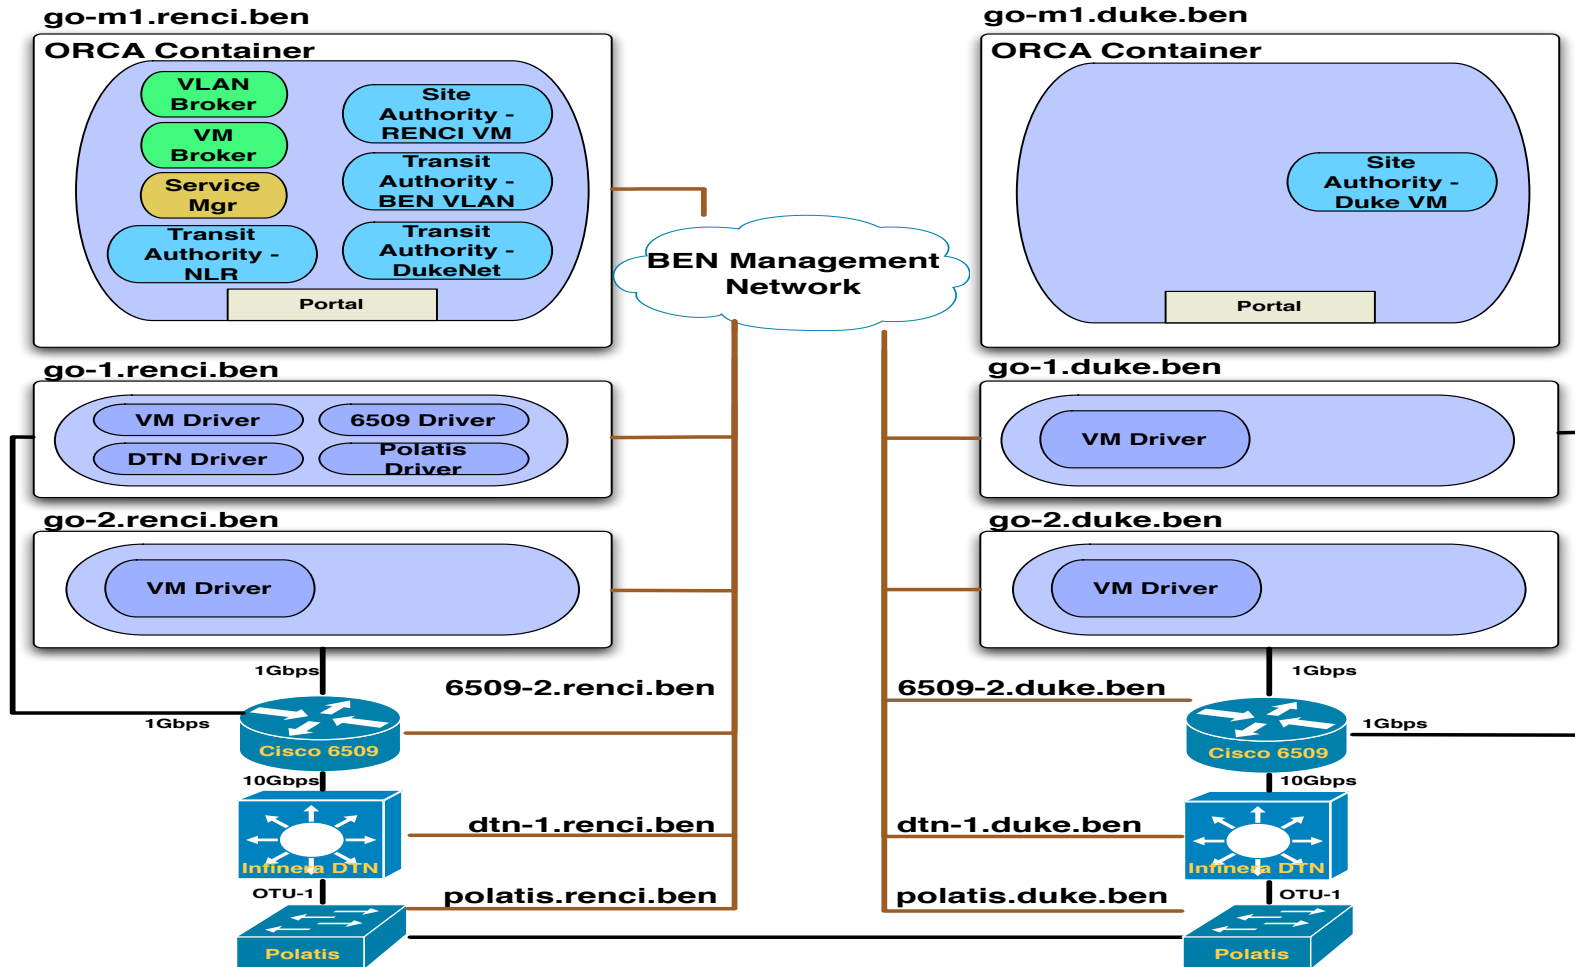 go-m1.renci.ben
ORCA Container
VLAN
Broker
VM
Broker
Service
Mgr
Transit
Authority -
NLR
Site
Authority -
RENCI VM
Transit
Authority -
BEN VLAN
Transit
Authority -
DukeNet
Portal
BEN Management
Network
go-m1.duke.ben
ORCA Container
Site
Authority -
Duke VM
Portal
go-1.renci.ben
VM Driver
6509 Driver
DTN Driver
Polatis
Driver
go-1.duke.ben
VM Driver
go-2.renci.ben
VM Driver
go-2.duke.ben
VM Driver
1Gbps
6509-2.renci.ben
1Gbps
Cisco 6509
10Gbps
dtn-1.renci.ben
Infinera DTN
OTU-1
polatis.renci.ben
Polatis
1Gbps
6509-2.duke.ben
1Gbps
Cisco 6509
10Gbps
dtn-1.duke.ben
Infinera DTN
OTU-1
polatis.duke.ben
Polatis